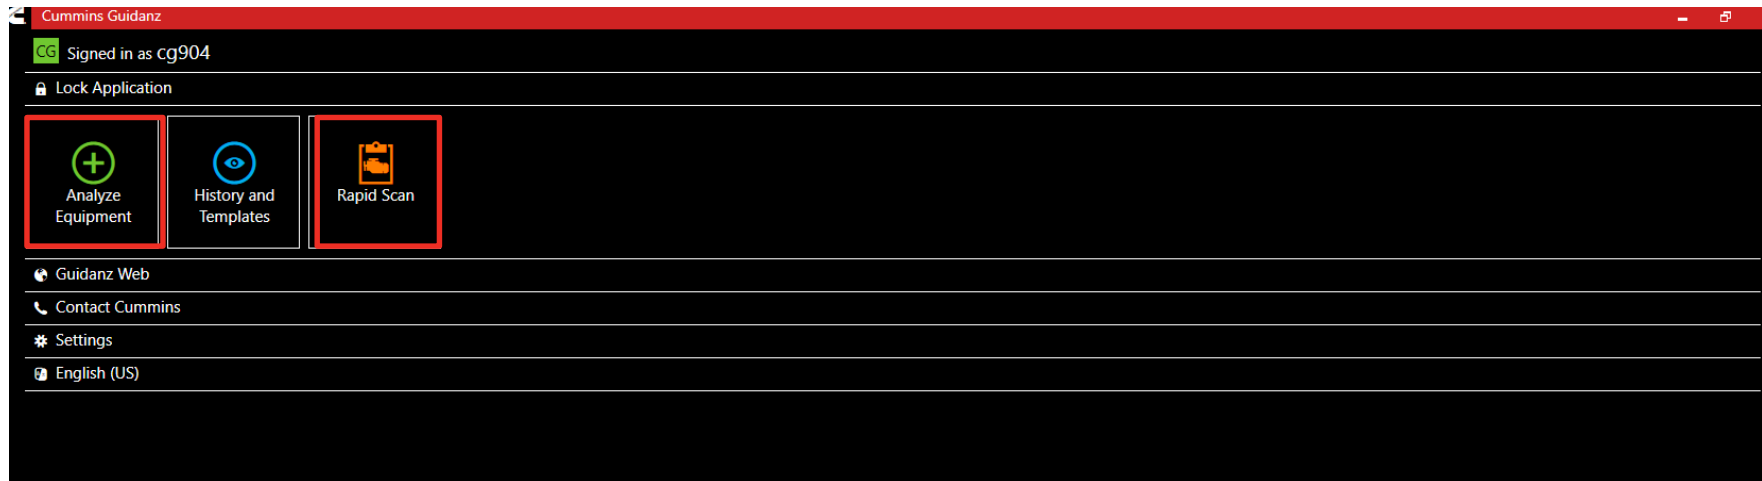 Cummins Guidanz
CG Signed in as cg904
Lock Application
Analyze
Equipment
History and
Templates
Rapid Scan
Guidanz Web
Contact Cummins
Settings
English (US)